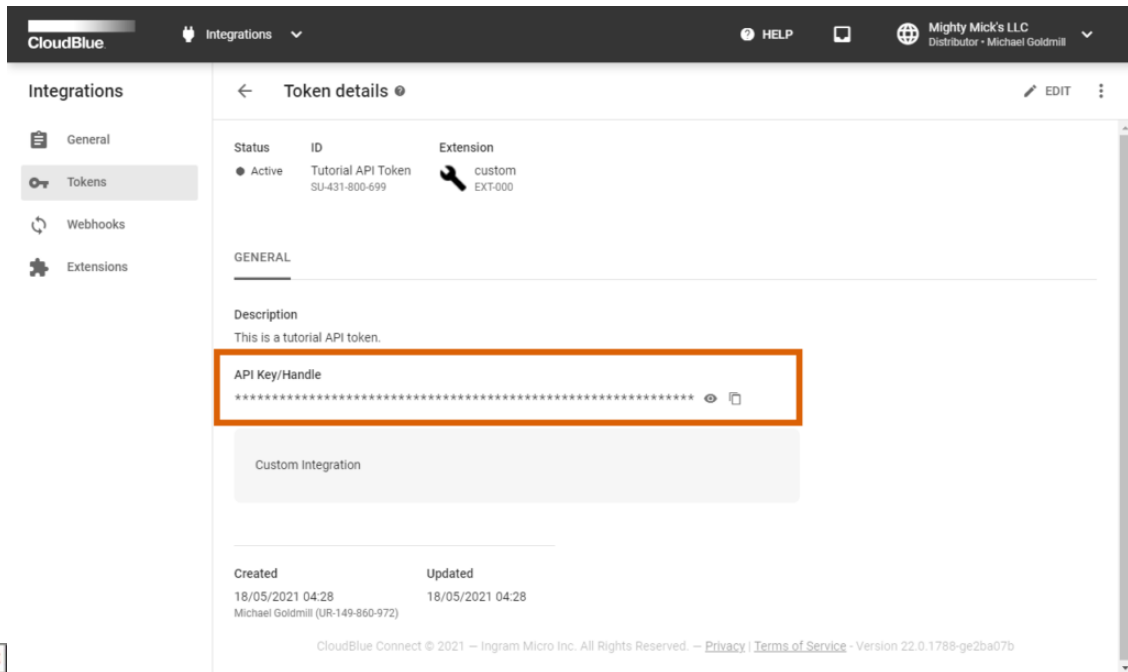 CloudBlue.
Integrations
HELP
Mighty Mick's LLC
Distributor • Michael Goldmill
Integrations
General
Tokens
Webhooks
Extensions
Token details
EDIT
Status ID Extension
Active Tutorial API Token custom
SU-431-800-699 EXT-000
GENERAL
Description
This is a tutorial API token.
API Key/Handle
**************************************************************
Custom Integration
Created Updated
18/05/2021 04:28 18/05/2021 04:28
Michael Goldmill (UR-149-860-972)
CloudBlue Connect © 2021 — Ingram Micro Inc. All Rights Reserved. — Privacy | Terms of Service - Version 22.0.1788-ge2ba07b